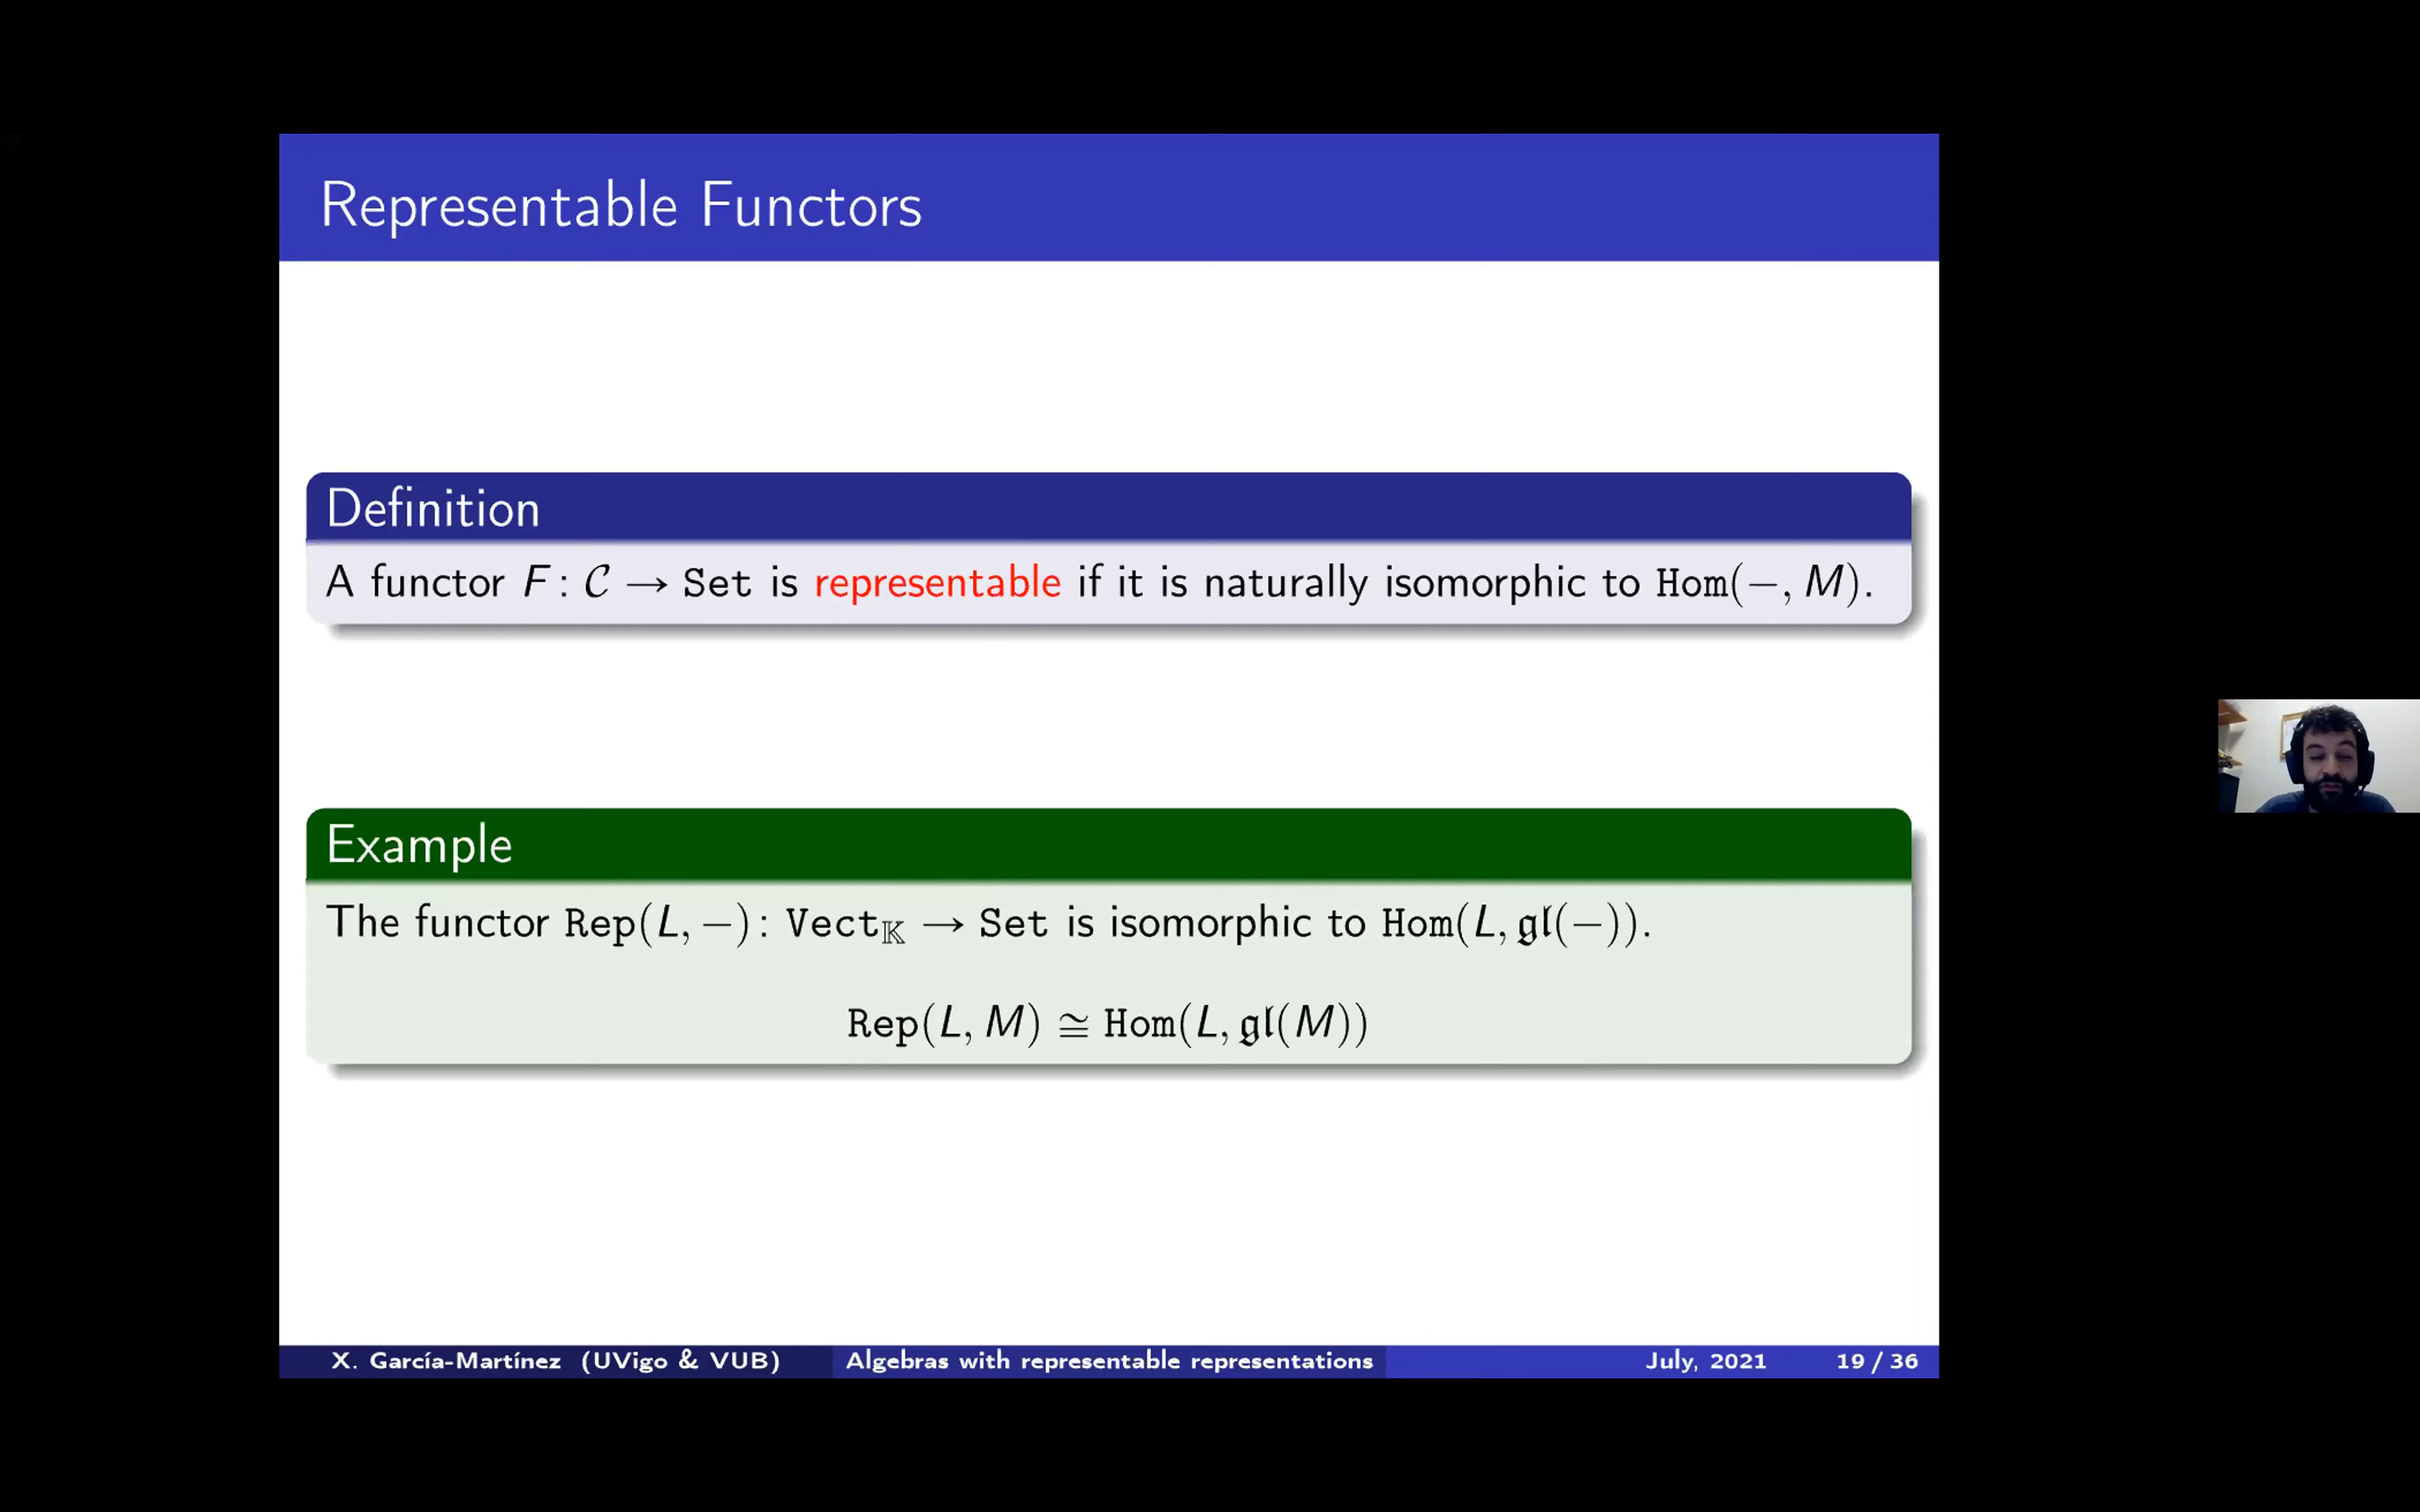 Representable Functors
Definition
A functor F : 𝒞 → Set is representable if it is naturally isomorphic to Hom(−, M).
Example
The functor Rep(L, −) : Vect_𝕂 → Set is isomorphic to Hom(L, 𝔤𝔩(−)).
Rep(L, M) ≅ Hom(L, 𝔤𝔩(M))
X. García-Martínez (UVigo & VUB) Algebras with representable representations July, 2021 19 / 36